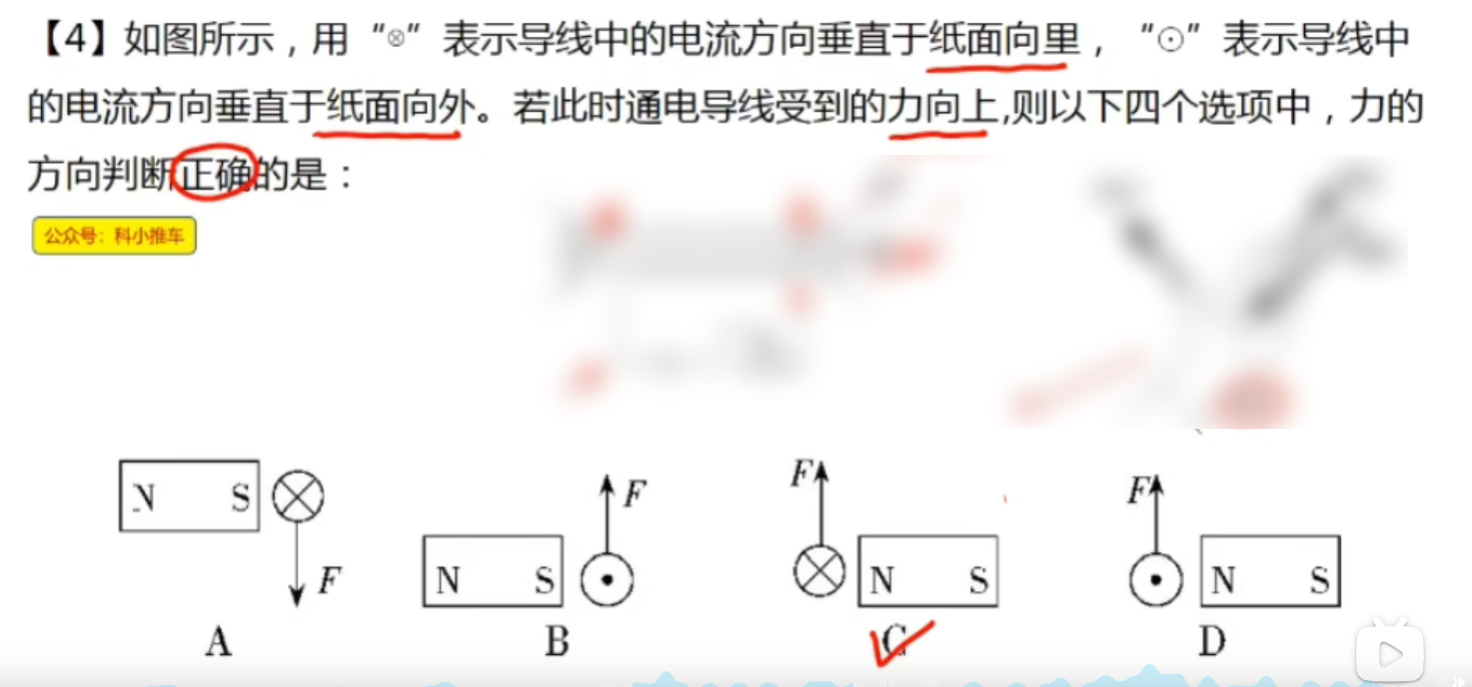 【4】如图所示，用“⊗”表示导线中的电流方向垂直于纸面向里，“⊙”表示导线中
的电流方向垂直于纸面向外。若此时通电导线受到的力向上,则以下四个选项中，力的
方向判断正确的是：
公众号：科小推车
N S F
N S F
F N S
F N S
A B C D